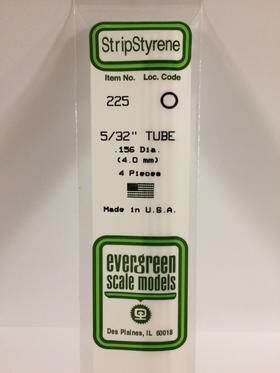 StripStyrene
Item No. Loc. Code
225
5/32" TUBE
.156 Dia.
(4.0 mm)
4 Pieces
Made in U.S.A.
evergreen
scale models
Des Plaines, IL 60018